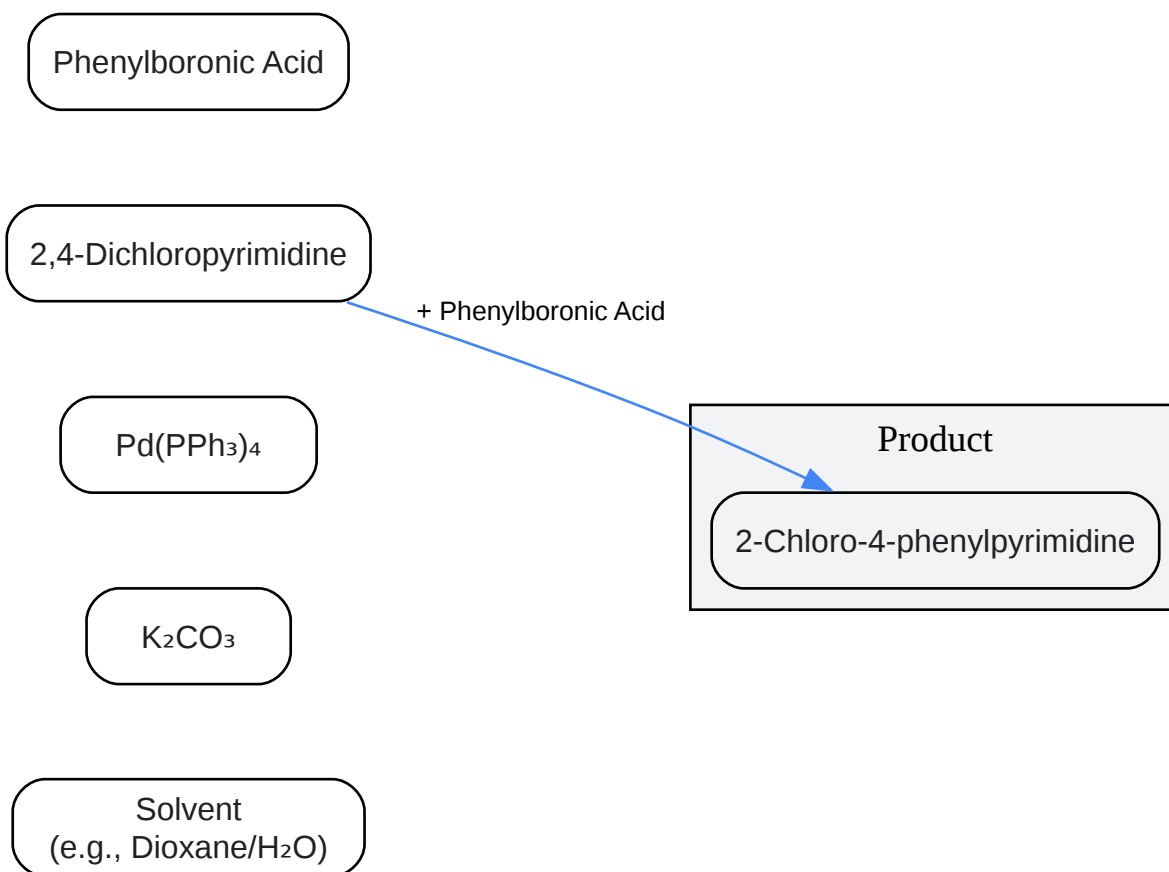 Phenylboronic Acid
2,4-Dichloropyrimidine
+ Phenylboronic Acid
Pd(PPh₃)₄
Product
2-Chloro-4-phenylpyrimidine
K₂CO₃
Solvent
(e.g., Dioxane/H₂O)